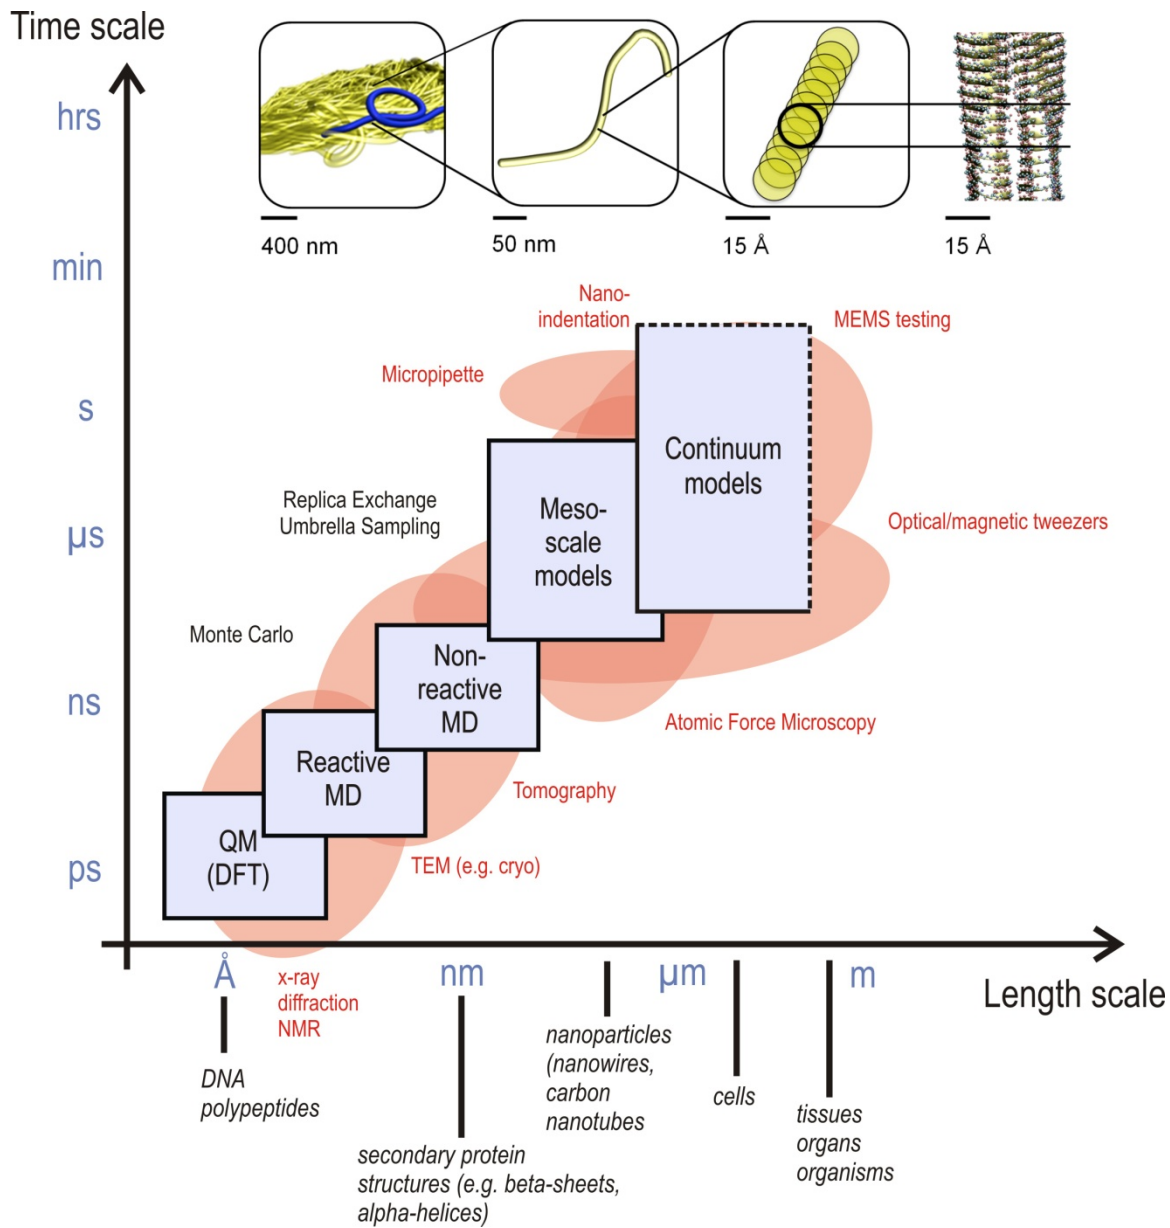 Time scale
hrs
min
s
µs
ns
ps
400 nm
50 nm
15 Å
15 Å
Nano-
indentation
MEMS testing
Micropipette
Continuum
models
Replica Exchange
Umbrella Sampling
Meso-
scale
models
Optical/magnetic tweezers
Monte Carlo
Non-
reactive
MD
Atomic Force Microscopy
Reactive
MD
Tomography
QM
(DFT)
TEM (e.g. cryo)
Å
nm
µm
m
Length scale
x-ray
diffraction
NMR
DNA
polypeptides
secondary protein
structures (e.g. beta-sheets,
alpha-helices)
nanoparticles
(nanowires,
carbon
nanotubes
cells
tissues
organs
organisms